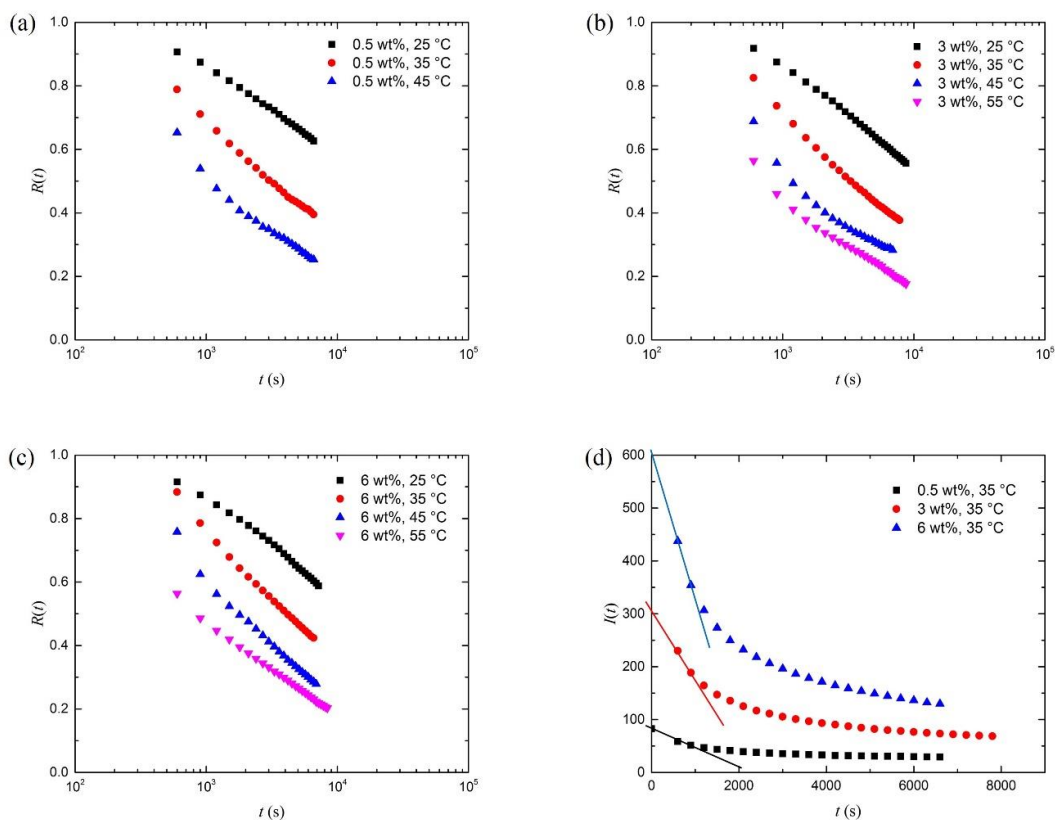 (a)
0.5 wt%, 25 °C
0.5 wt%, 35 °C
0.5 wt%, 45 °C
R(t)
1.0
0.8
0.6
0.4
0.2
0.0
10² 10³ 10⁴ 10⁵
t (s)
(b)
3 wt%, 25 °C
3 wt%, 35 °C
3 wt%, 45 °C
3 wt%, 55 °C
R(t)
1.0
0.8
0.6
0.4
0.2
0.0
10² 10³ 10⁴ 10⁵
t (s)
(c)
6 wt%, 25 °C
6 wt%, 35 °C
6 wt%, 45 °C
6 wt%, 55 °C
R(t)
1.0
0.8
0.6
0.4
0.2
0.0
10² 10³ 10⁴ 10⁵
t (s)
(d)
0.5 wt%, 35 °C
3 wt%, 35 °C
6 wt%, 35 °C
I(t)
600
500
400
300
200
100
0
0 2000 4000 6000 8000
t (s)